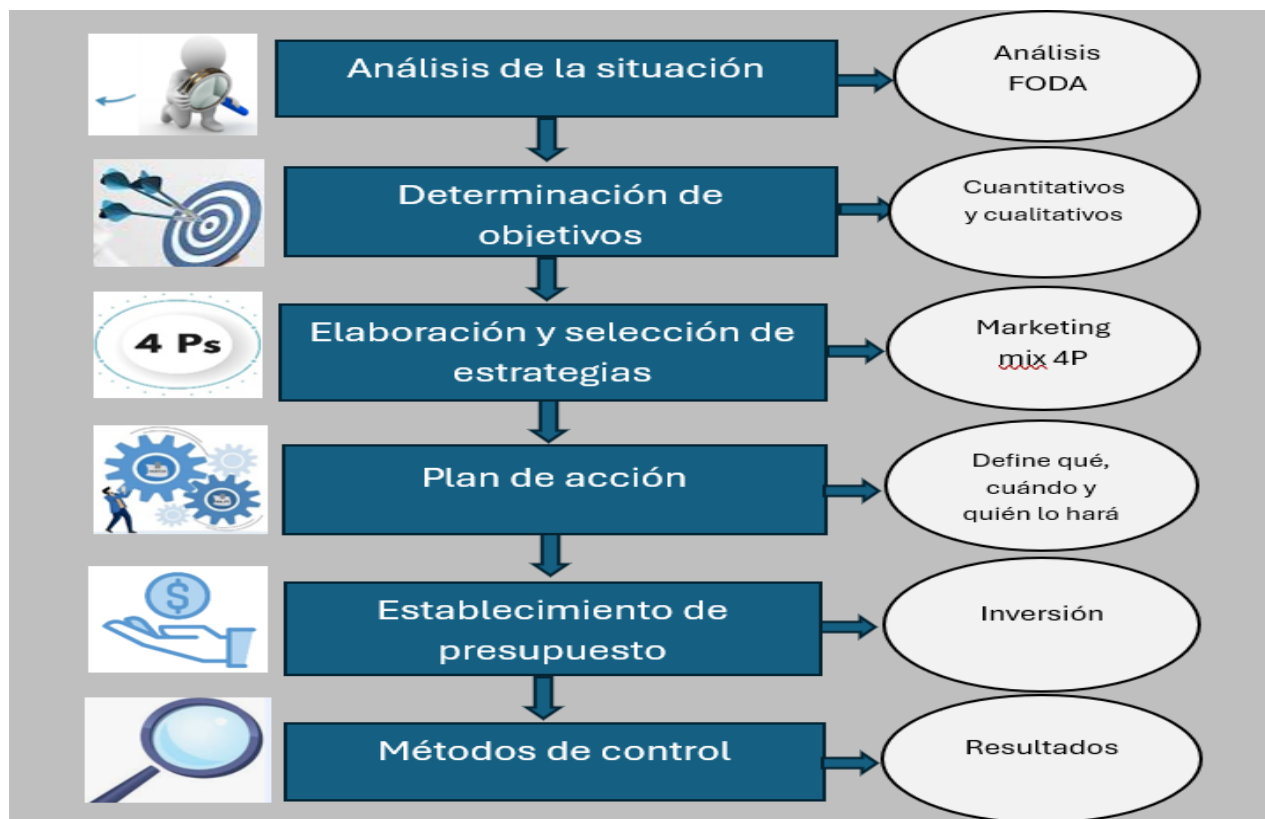 Análisis de la situación
Análisis
FODA
Determinación de
objetivos
Cuantitativos
y cualitativos
4 Ps
Elaboración y selección de
estrategias
Marketing
mix 4P
Plan de acción
Define qué,
cuándo y
quién lo hará
$
Establecimiento de
presupuesto
Inversión
Métodos de control
Resultados